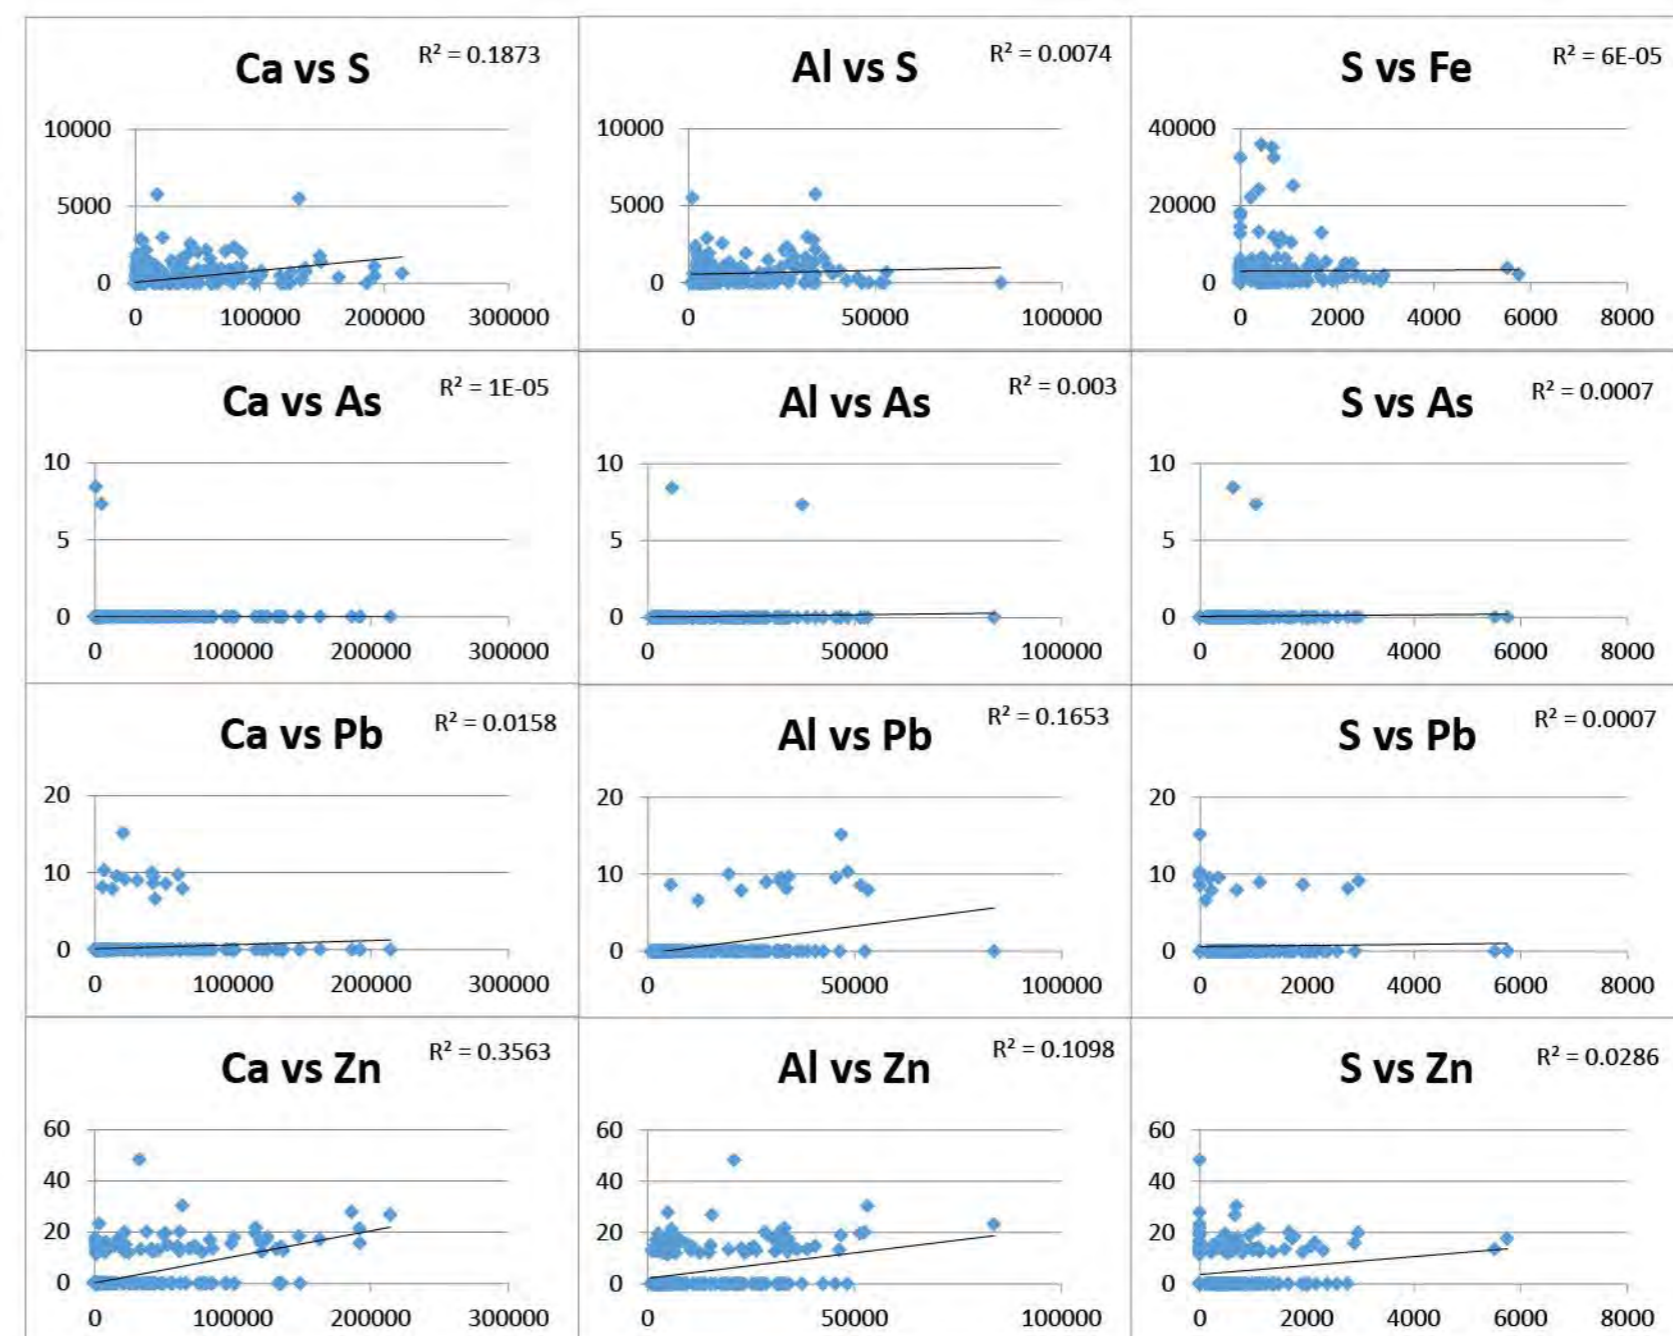 Ca vs S R² = 0.1873
10000
5000
0
0 100000 200000 300000
Al vs S R² = 0.0074
10000
5000
0
0 50000 100000
S vs Fe R² = 6E-05
40000
20000
0
0 2000 4000 6000 8000
Ca vs As R² = 1E-05
10
5
0
0 100000 200000 300000
Al vs As R² = 0.003
10
5
0
0 50000 100000
S vs As R² = 0.0007
10
5
0
0 2000 4000 6000 8000
Ca vs Pb R² = 0.0158
20
10
0
0 100000 200000 300000
Al vs Pb R² = 0.1653
20
10
0
0 50000 100000
S vs Pb R² = 0.0007
20
10
0
0 2000 4000 6000 8000
Ca vs Zn R² = 0.3563
60
40
20
0
0 100000 200000 300000
Al vs Zn R² = 0.1098
60
40
20
0
0 50000 100000
S vs Zn R² = 0.0286
60
40
20
0
0 2000 4000 6000 8000